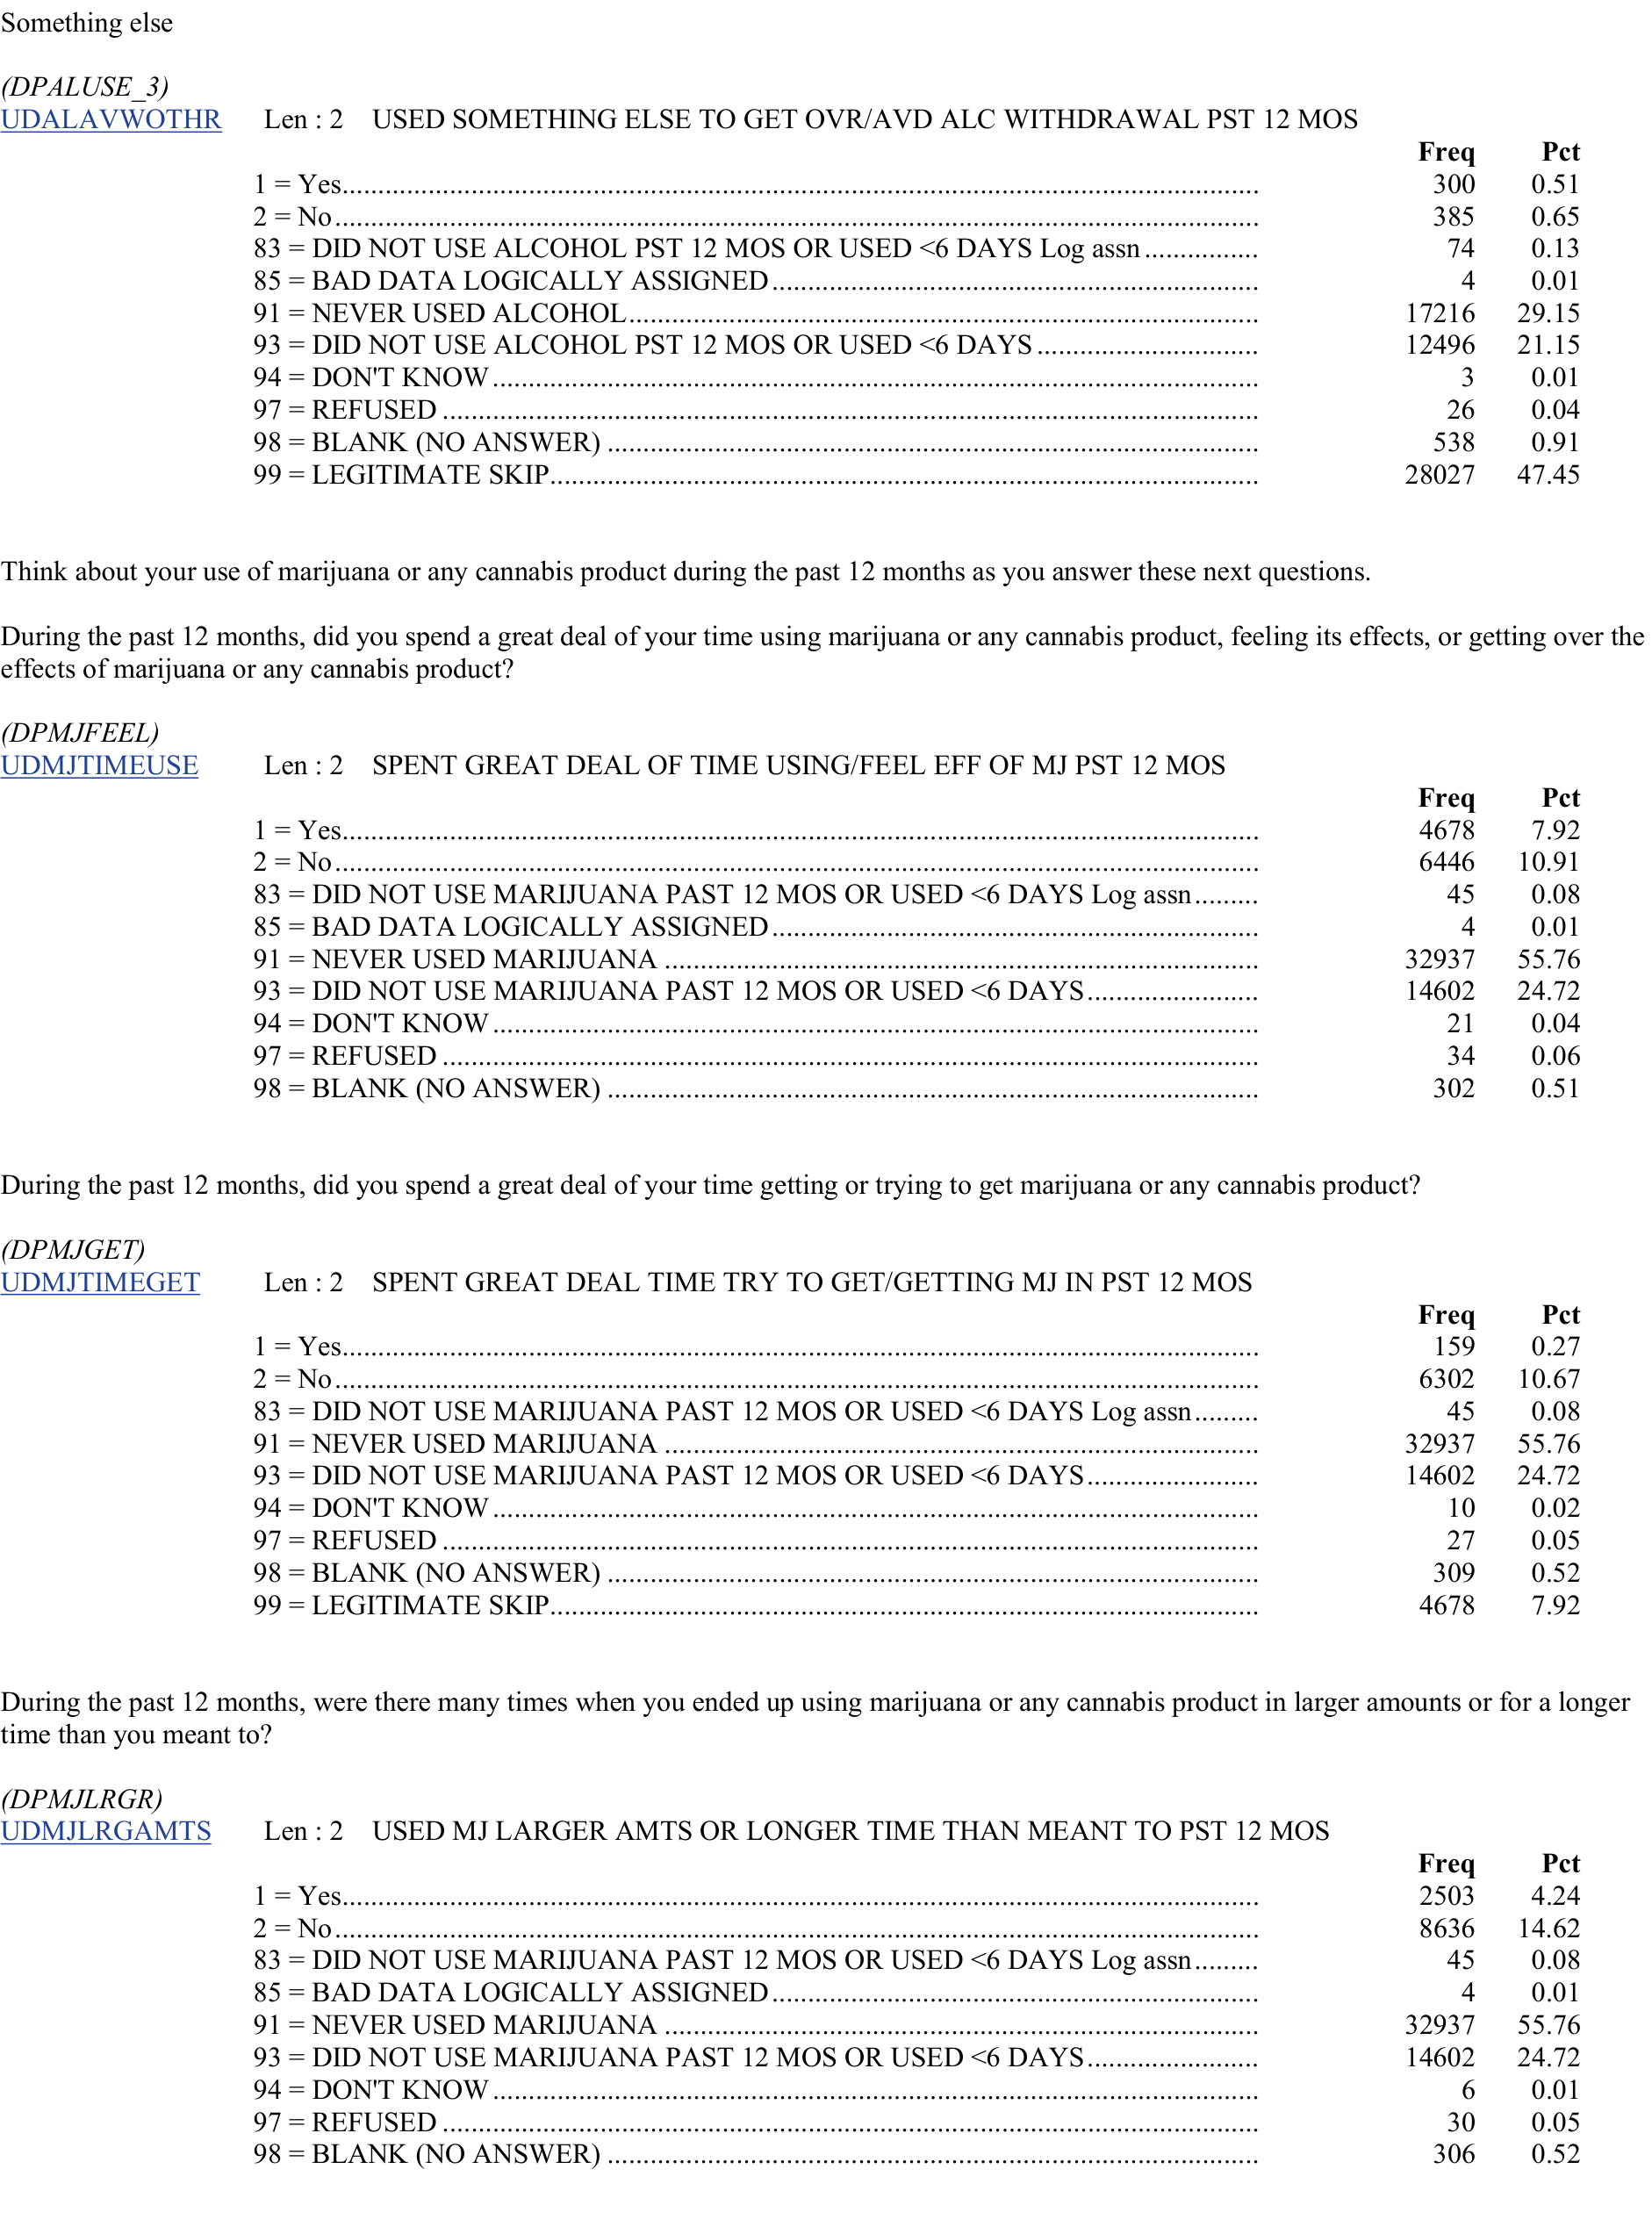 Something else
(DPALUSE_3)
UDALAVWOTHR Len : 2 USED SOMETHING ELSE TO GET OVR/AVD ALC WITHDRAWAL PST 12 MOS
Freq Pct
1 = Yes 300 0.51
2 = No 385 0.65
83 = DID NOT USE ALCOHOL PST 12 MOS OR USED <6 DAYS Log assn 74 0.13
85 = BAD DATA LOGICALLY ASSIGNED 4 0.01
91 = NEVER USED ALCOHOL 17216 29.15
93 = DID NOT USE ALCOHOL PST 12 MOS OR USED <6 DAYS 12496 21.15
94 = DON'T KNOW 3 0.01
97 = REFUSED 26 0.04
98 = BLANK (NO ANSWER) 538 0.91
99 = LEGITIMATE SKIP 28027 47.45
Think about your use of marijuana or any cannabis product during the past 12 months as you answer these next questions.
During the past 12 months, did you spend a great deal of your time using marijuana or any cannabis product, feeling its effects, or getting over the
effects of marijuana or any cannabis product?
(DPMJFEEL)
UDMJTIMEUSE Len : 2 SPENT GREAT DEAL OF TIME USING/FEEL EFF OF MJ PST 12 MOS
Freq Pct
1 = Yes 4678 7.92
2 = No 6446 10.91
83 = DID NOT USE MARIJUANA PAST 12 MOS OR USED <6 DAYS Log assn 45 0.08
85 = BAD DATA LOGICALLY ASSIGNED 4 0.01
91 = NEVER USED MARIJUANA 32937 55.76
93 = DID NOT USE MARIJUANA PAST 12 MOS OR USED <6 DAYS 14602 24.72
94 = DON'T KNOW 21 0.04
97 = REFUSED 34 0.06
98 = BLANK (NO ANSWER) 302 0.51
During the past 12 months, did you spend a great deal of your time getting or trying to get marijuana or any cannabis product?
(DPMJGET)
UDMJTIMEGET Len : 2 SPENT GREAT DEAL TIME TRY TO GET/GETTING MJ IN PST 12 MOS
Freq Pct
1 = Yes 159 0.27
2 = No 6302 10.67
83 = DID NOT USE MARIJUANA PAST 12 MOS OR USED <6 DAYS Log assn 45 0.08
91 = NEVER USED MARIJUANA 32937 55.76
93 = DID NOT USE MARIJUANA PAST 12 MOS OR USED <6 DAYS 14602 24.72
94 = DON'T KNOW 10 0.02
97 = REFUSED 27 0.05
98 = BLANK (NO ANSWER) 309 0.52
99 = LEGITIMATE SKIP 4678 7.92
During the past 12 months, were there many times when you ended up using marijuana or any cannabis product in larger amounts or for a longer
time than you meant to?
(DPMJLRGR)
UDMJLRGAMTS Len : 2 USED MJ LARGER AMTS OR LONGER TIME THAN MEANT TO PST 12 MOS
Freq Pct
1 = Yes 2503 4.24
2 = No 8636 14.62
83 = DID NOT USE MARIJUANA PAST 12 MOS OR USED <6 DAYS Log assn 45 0.08
85 = BAD DATA LOGICALLY ASSIGNED 4 0.01
91 = NEVER USED MARIJUANA 32937 55.76
93 = DID NOT USE MARIJUANA PAST 12 MOS OR USED <6 DAYS 14602 24.72
94 = DON'T KNOW 6 0.01
97 = REFUSED 30 0.05
98 = BLANK (NO ANSWER) 306 0.52